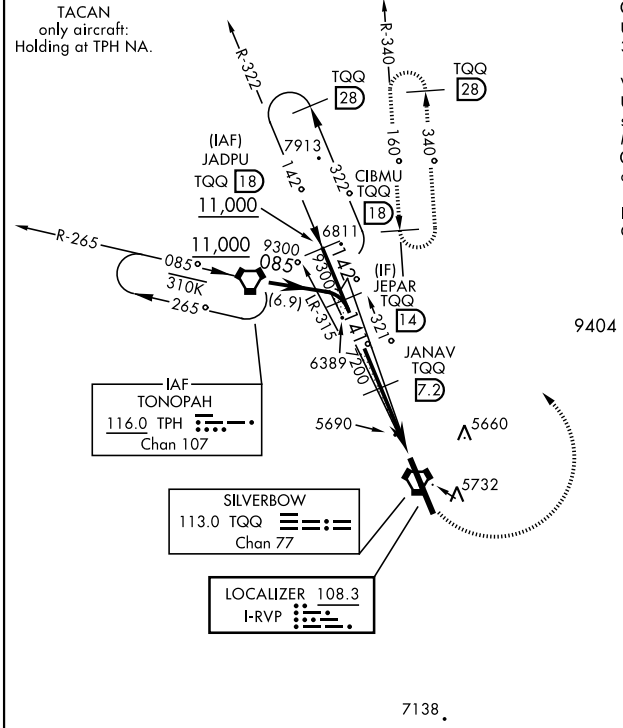 TACAN
only aircraft:
Holding at TPH NA.
R-322
R-340
TQQ
28
TQQ
28
(IAF)
JADPU
TQQ 18
11,000
7913
142°
322°
160°
340°
CIBMU
TQQ
18
R-265
11,000
9300
6811
085°
085°
310K
265°
(6.9)
9300
142°
LR-315
(IF)
JEPAR
TQQ
14
141°
321°
7200
6389
9404
JANAV
TQQ
7.2
IAF
TONOPAH
116.0 TPH
Chan 107
5690
5660
5732
SILVERBOW
113.0 TQQ
Chan 77
LOCALIZER 108.3
I-RVP
7138